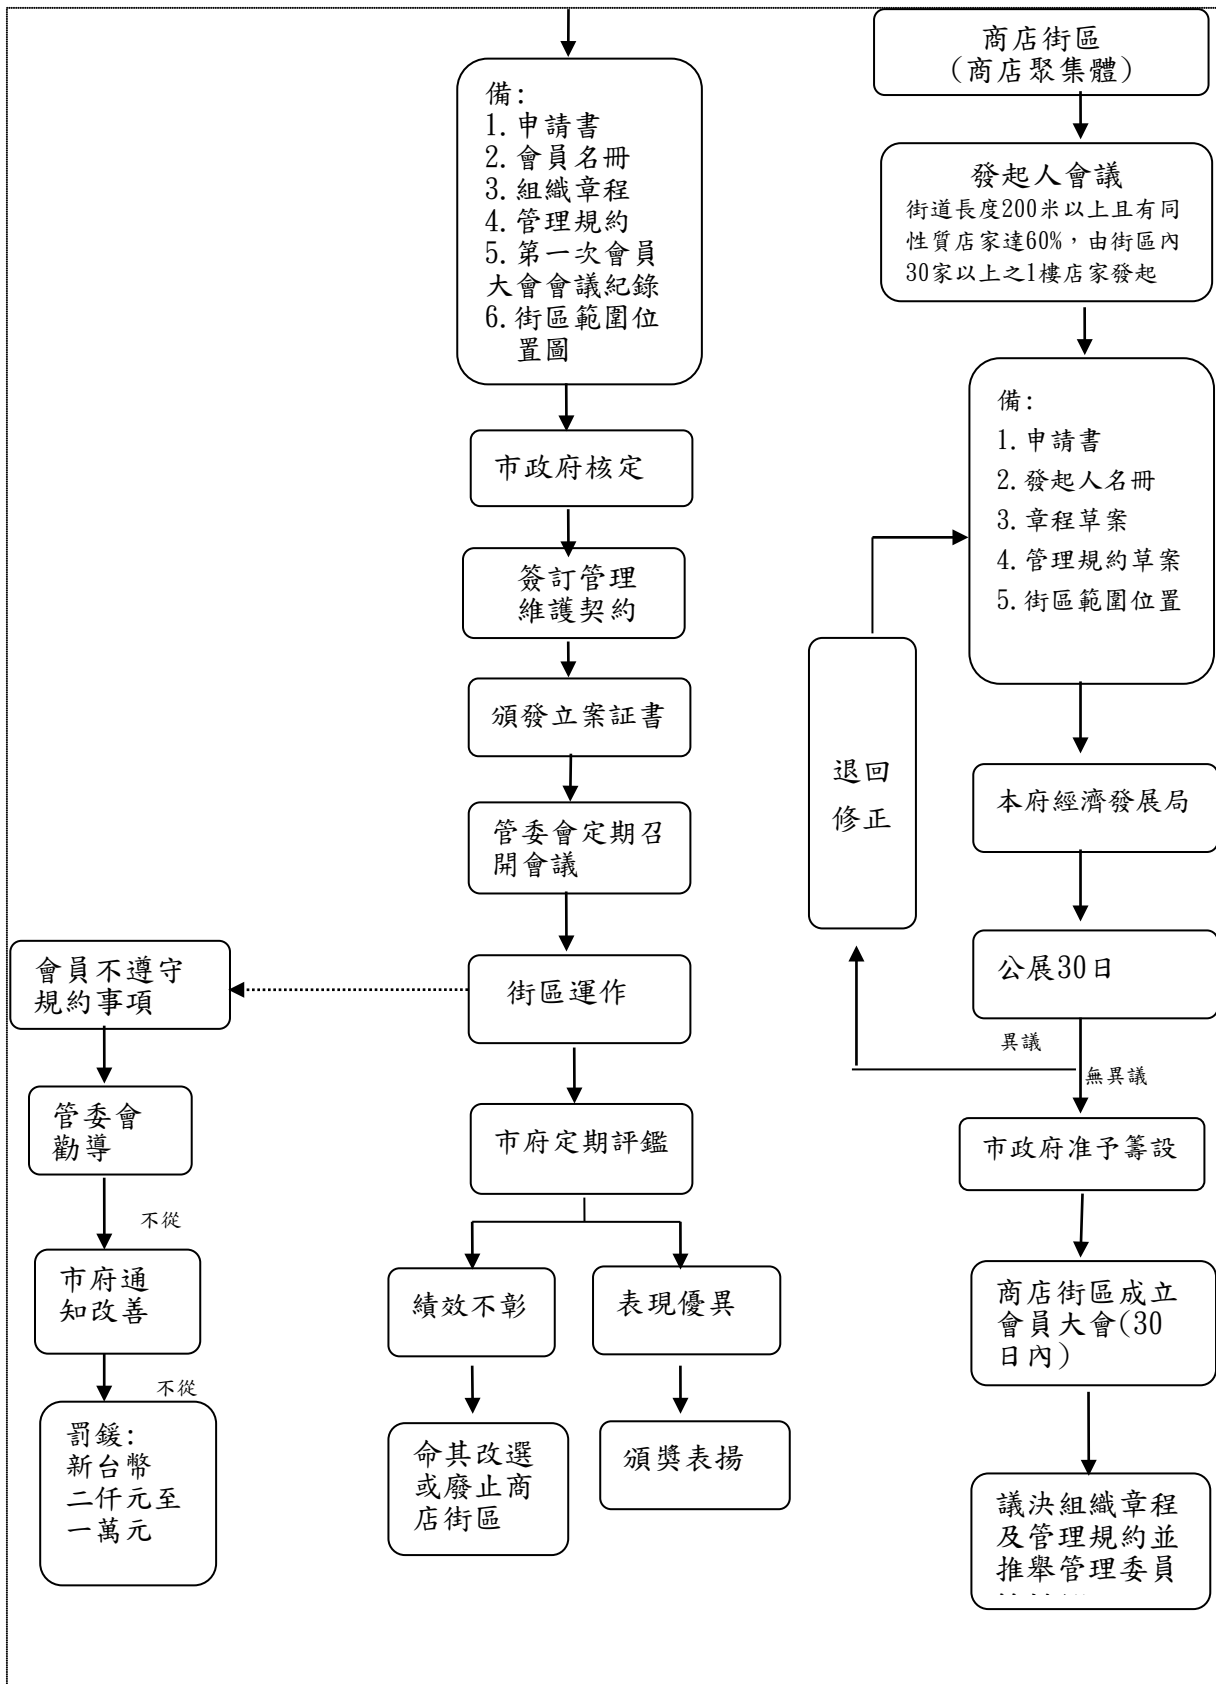 商店街區
(商店聚集體)
發起人會議
街道長度200米以上且有同
性質店家達60%，由街區內
30家以上之1樓店家發起
備:
1.申請書
2.發起人名冊
3.章程草案
4.管理規約草案
5.街區範圍位置
退回
修正
本府經濟發展局
公展30日
異議
無異議
市政府准予籌設
商店街區成立
會員大會(30
日內)
議決組織章程
及管理規約並
推舉管理委員
備:
1.申請書
2.會員名冊
3.組織章程
4.管理規約
5.第一次會員
大會會議紀錄
6.街區範圍位
置圖
市政府核定
簽訂管理
維護契約
頒發立案証書
管委會定期召
開會議
街區運作
會員不遵守
規約事項
管委會
勸導
不從
市府通
知改善
不從
罰鍰:
新台幣
二仟元至
一萬元
市府定期評鑑
績效不彰
表現優異
命其改選
或廢止商
店街區
頒獎表揚